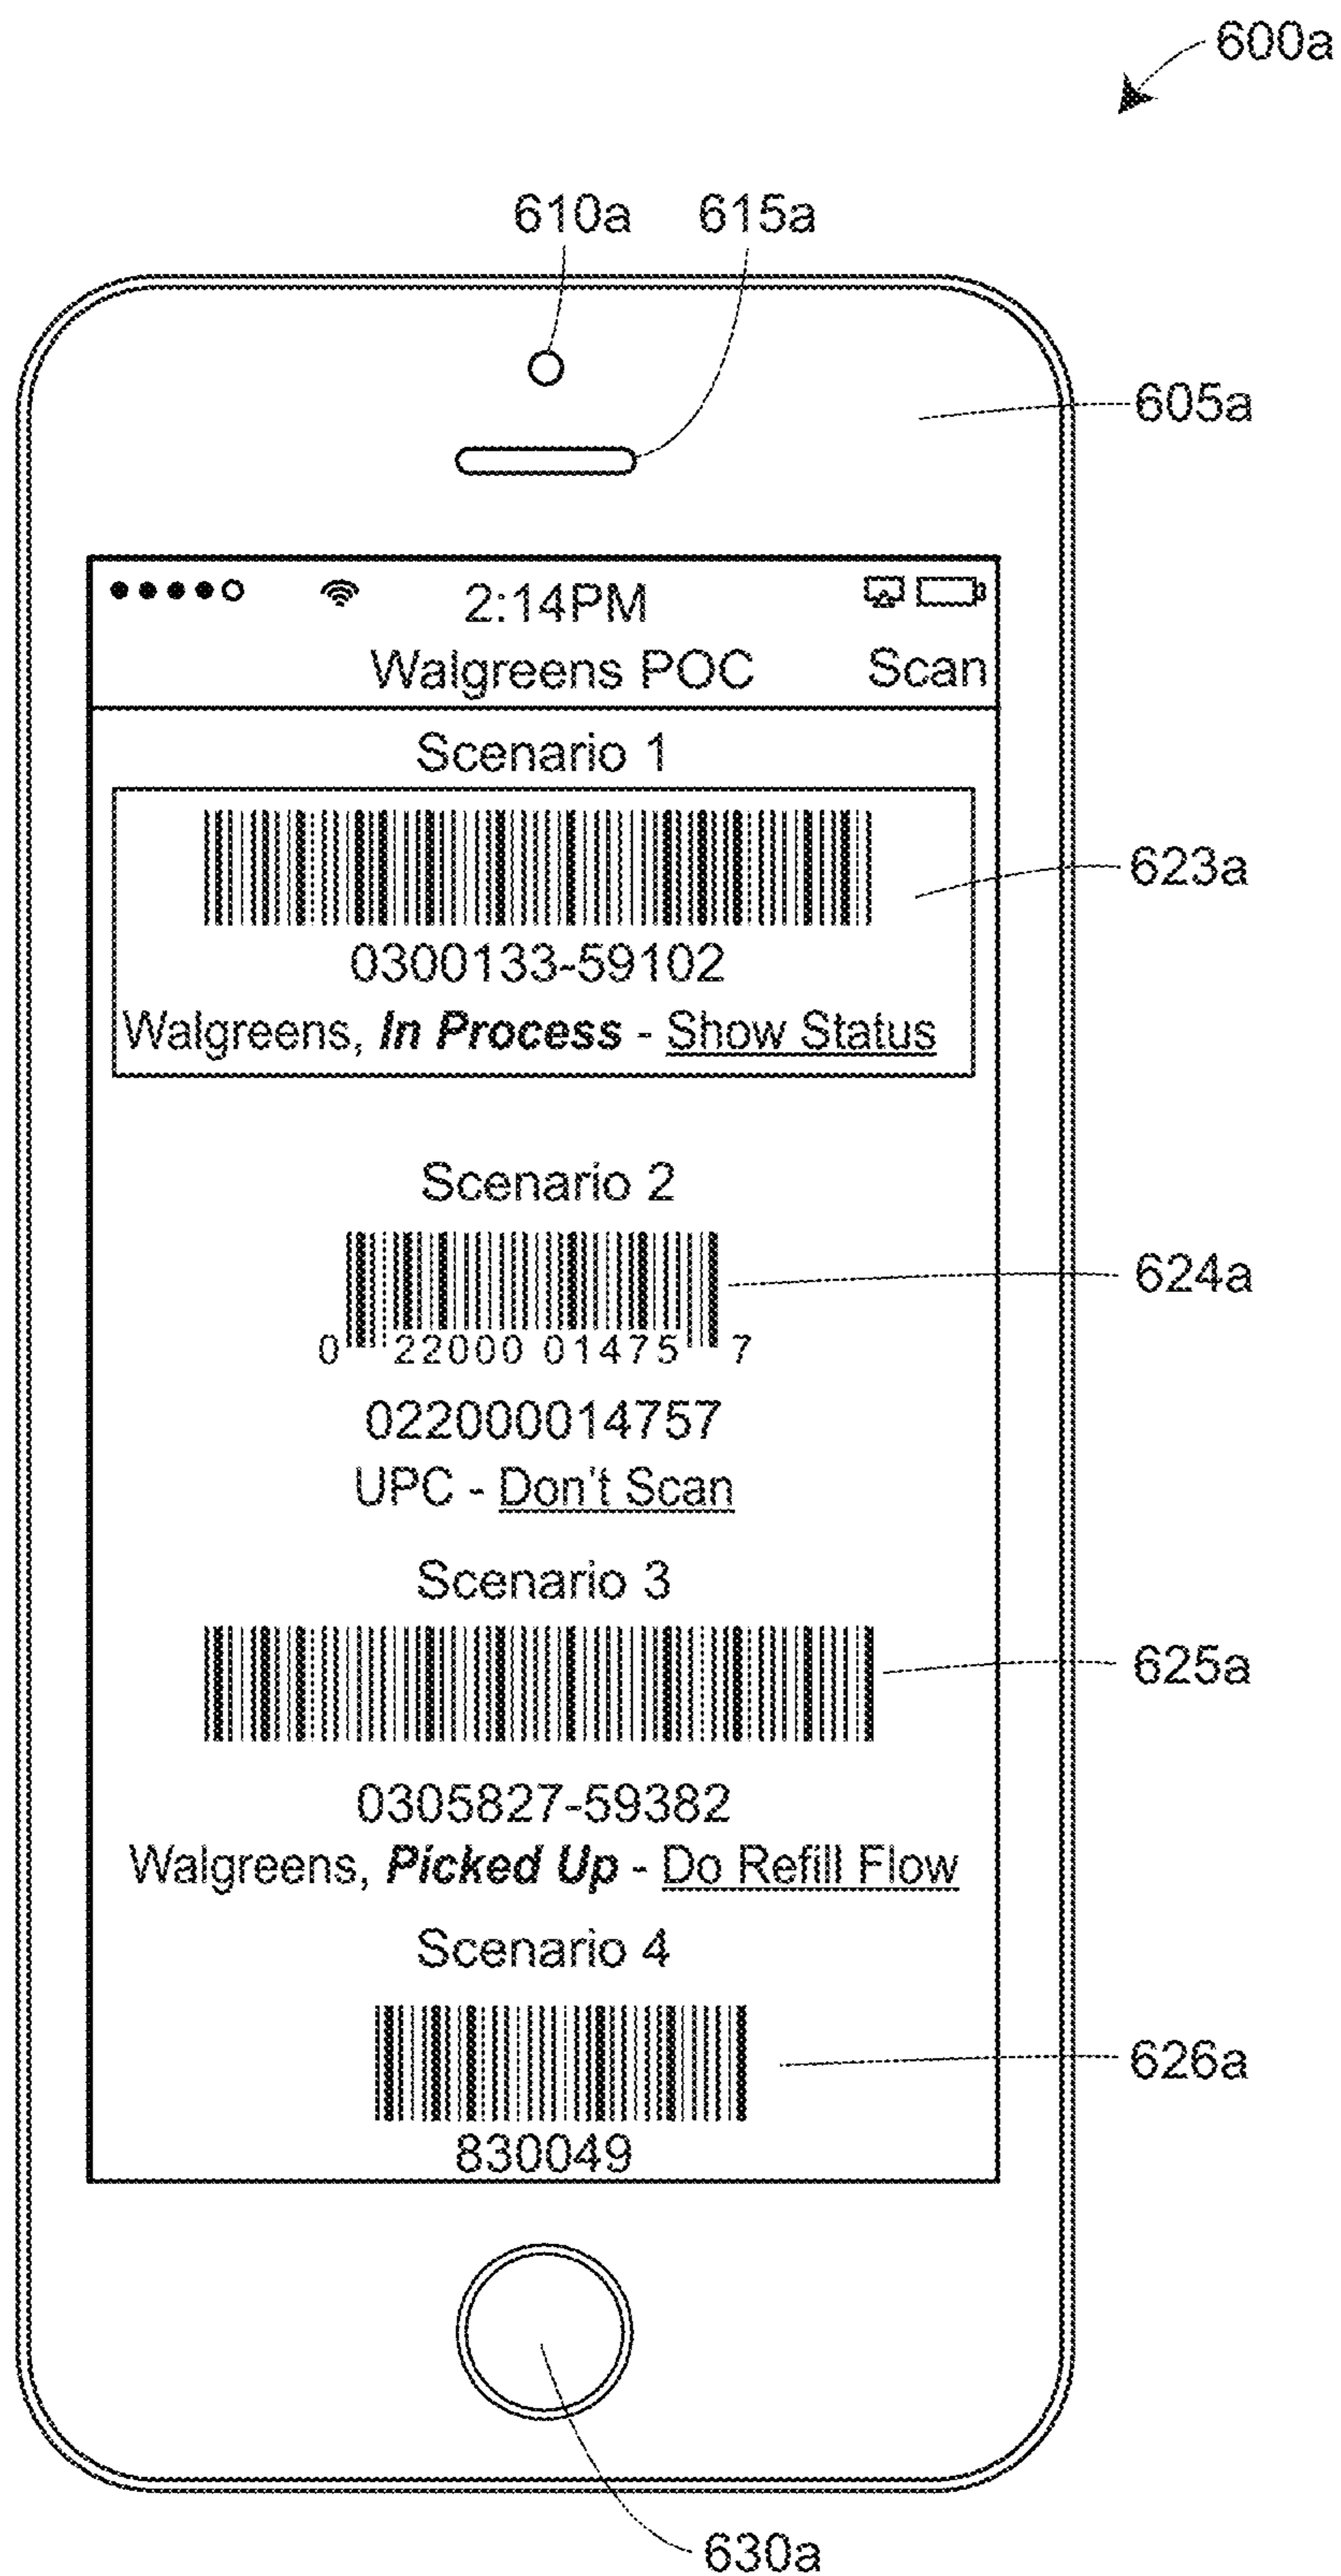 600a
610a 615a
605a
2:14PM
Walgreens POC Scan
Scenario 1
623a
0300133-59102
Walgreens, In Process - Show Status
Scenario 2
624a
0 22000 01475 7
022000014757
UPC - Don't Scan
Scenario 3
625a
0305827-59382
Walgreens, Picked Up - Do Refill Flow
Scenario 4
626a
830049
630a